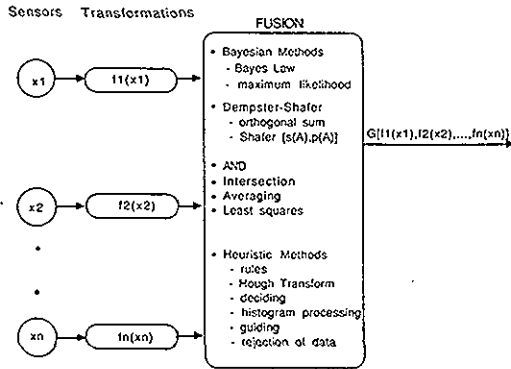 Sensors Transformations
FUSION
x1
f1(x1)
• Bayesian Methods
- Bayes Law
- maximum likelihood
• Dempster-Shafer
- orthogonal sum
- Shafer [s(A),p(A)]
G[f1(x1),f2(x2),...,fn(xn)}
• AND
• Intersection
• Averaging
• Least squares
x2
f2(x2)
• Heuristic Methods
- rules
- Hough Transform
- deciding
- histogram processing
- guiding
- rejection of data
xn
fn(xn)